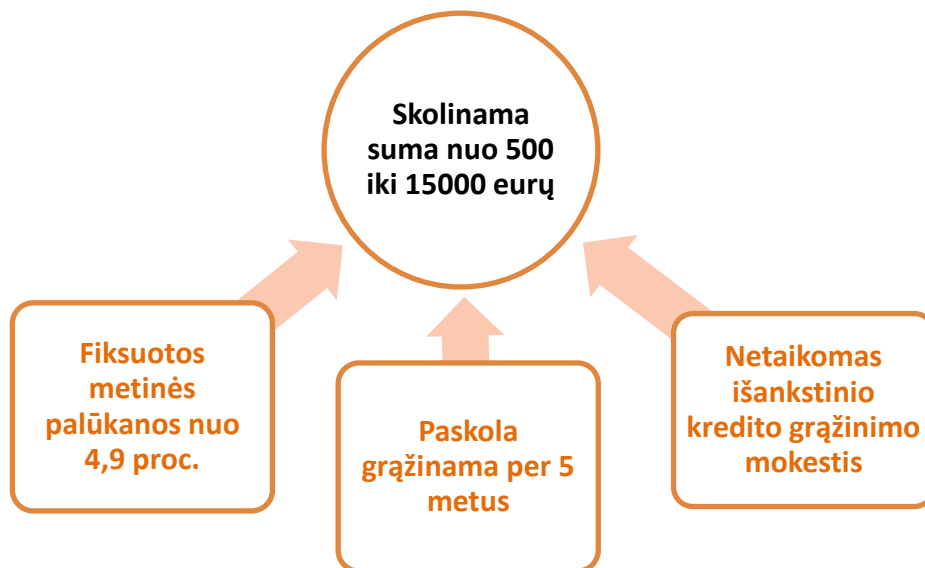 Skolinama
suma nuo 500
iki 15000 eurų
Fiksuotos
metinės
palūkanos nuo
4,9 proc.
Paskola
grąžinama per 5
metus
Netaikomas
išankstinio
kredito grąžinimo
mokestis